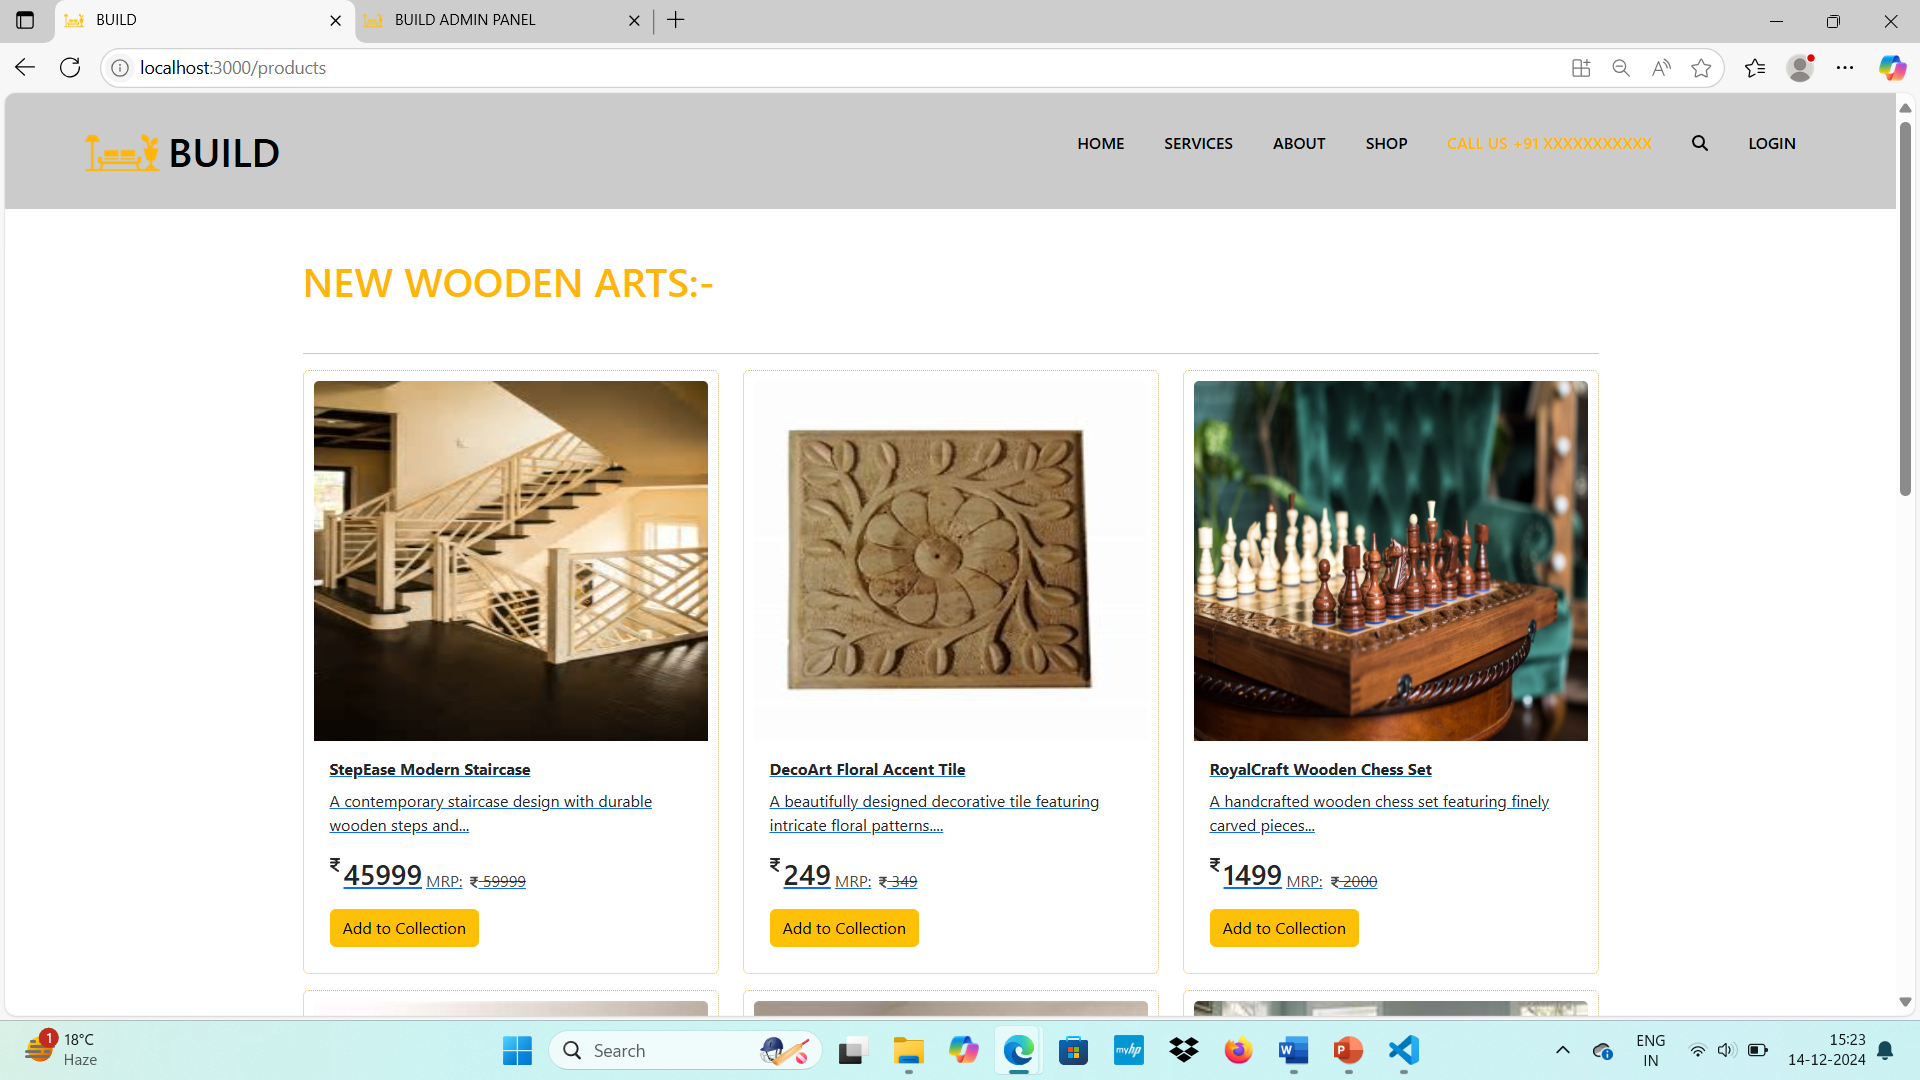 BUILD
BUILD ADMIN PANEL
localhost:3000/products
BUILD
HOME SERVICES ABOUT SHOP CALL US +91 XXXXXXXXXXX LOGIN
NEW WOODEN ARTS:-
StepEase Modern Staircase
A contemporary staircase design with durable
wooden steps and...
₹45999 MRP: ₹ 59999
Add to Collection
DecoArt Floral Accent Tile
A beautifully designed decorative tile featuring
intricate floral patterns....
₹249 MRP: ₹ 349
Add to Collection
RoyalCraft Wooden Chess Set
A handcrafted wooden chess set featuring finely
carved pieces...
₹1499 MRP: ₹ 2000
Add to Collection
1
18°C
Haze
Search
myhp
W
P
ENG
IN
15:23
14-12-2024